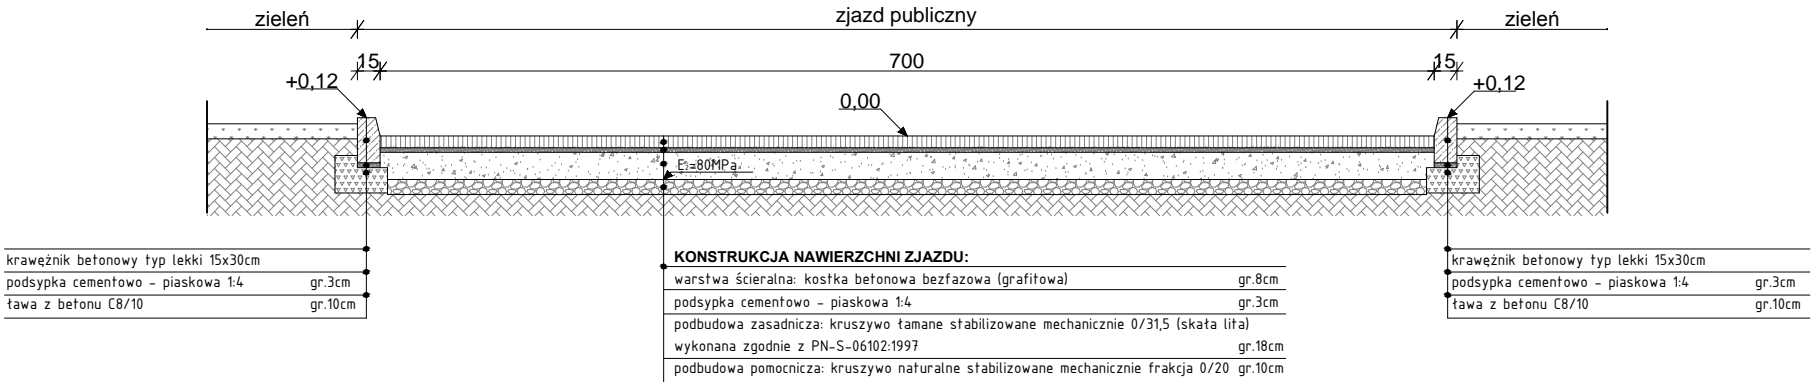 zieleń zjazd publiczny zieleń
15 700 15
+0,12 0,00 +0,12
E₂=80MPa
krawężnik betonowy typ lekki 15x30cm
podsypka cementowo - piaskowa 1:4 gr.3cm
ława z betonu C8/10 gr.10cm
KONSTRUKCJA NAWIERZCHNI ZJAZDU:
warstwa ścieralna: kostka betonowa bezfazowa (grafitowa) gr.8cm
podsypka cementowo - piaskowa 1:4 gr.3cm
podbudowa zasadnicza: kruszywo łamane stabilizowane mechanicznie 0/31,5 (skała lita)
wykonana zgodnie z PN-S-06102:1997 gr.18cm
podbudowa pomocnicza: kruszywo naturalne stabilizowane mechanicznie frakcja 0/20 gr.10cm
krawężnik betonowy typ lekki 15x30cm
podsypka cementowo - piaskowa 1:4 gr.3cm
ława z betonu C8/10 gr.10cm